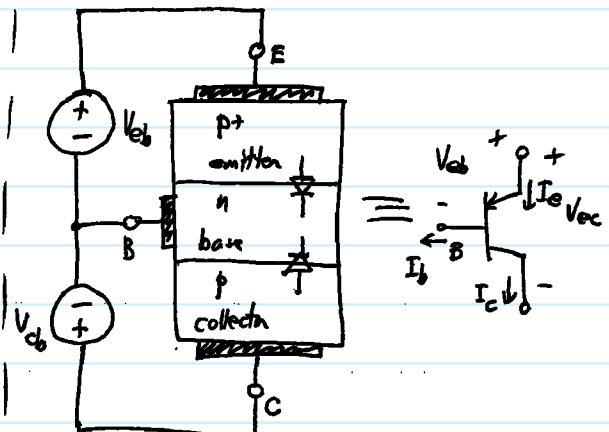 E
+
-
Veb
p+
emitter
n
base
B
p
collector
-
+
Vcb
C
≡
Veb
+
+
-
Ie
Vec
B
Ib
Ic
-